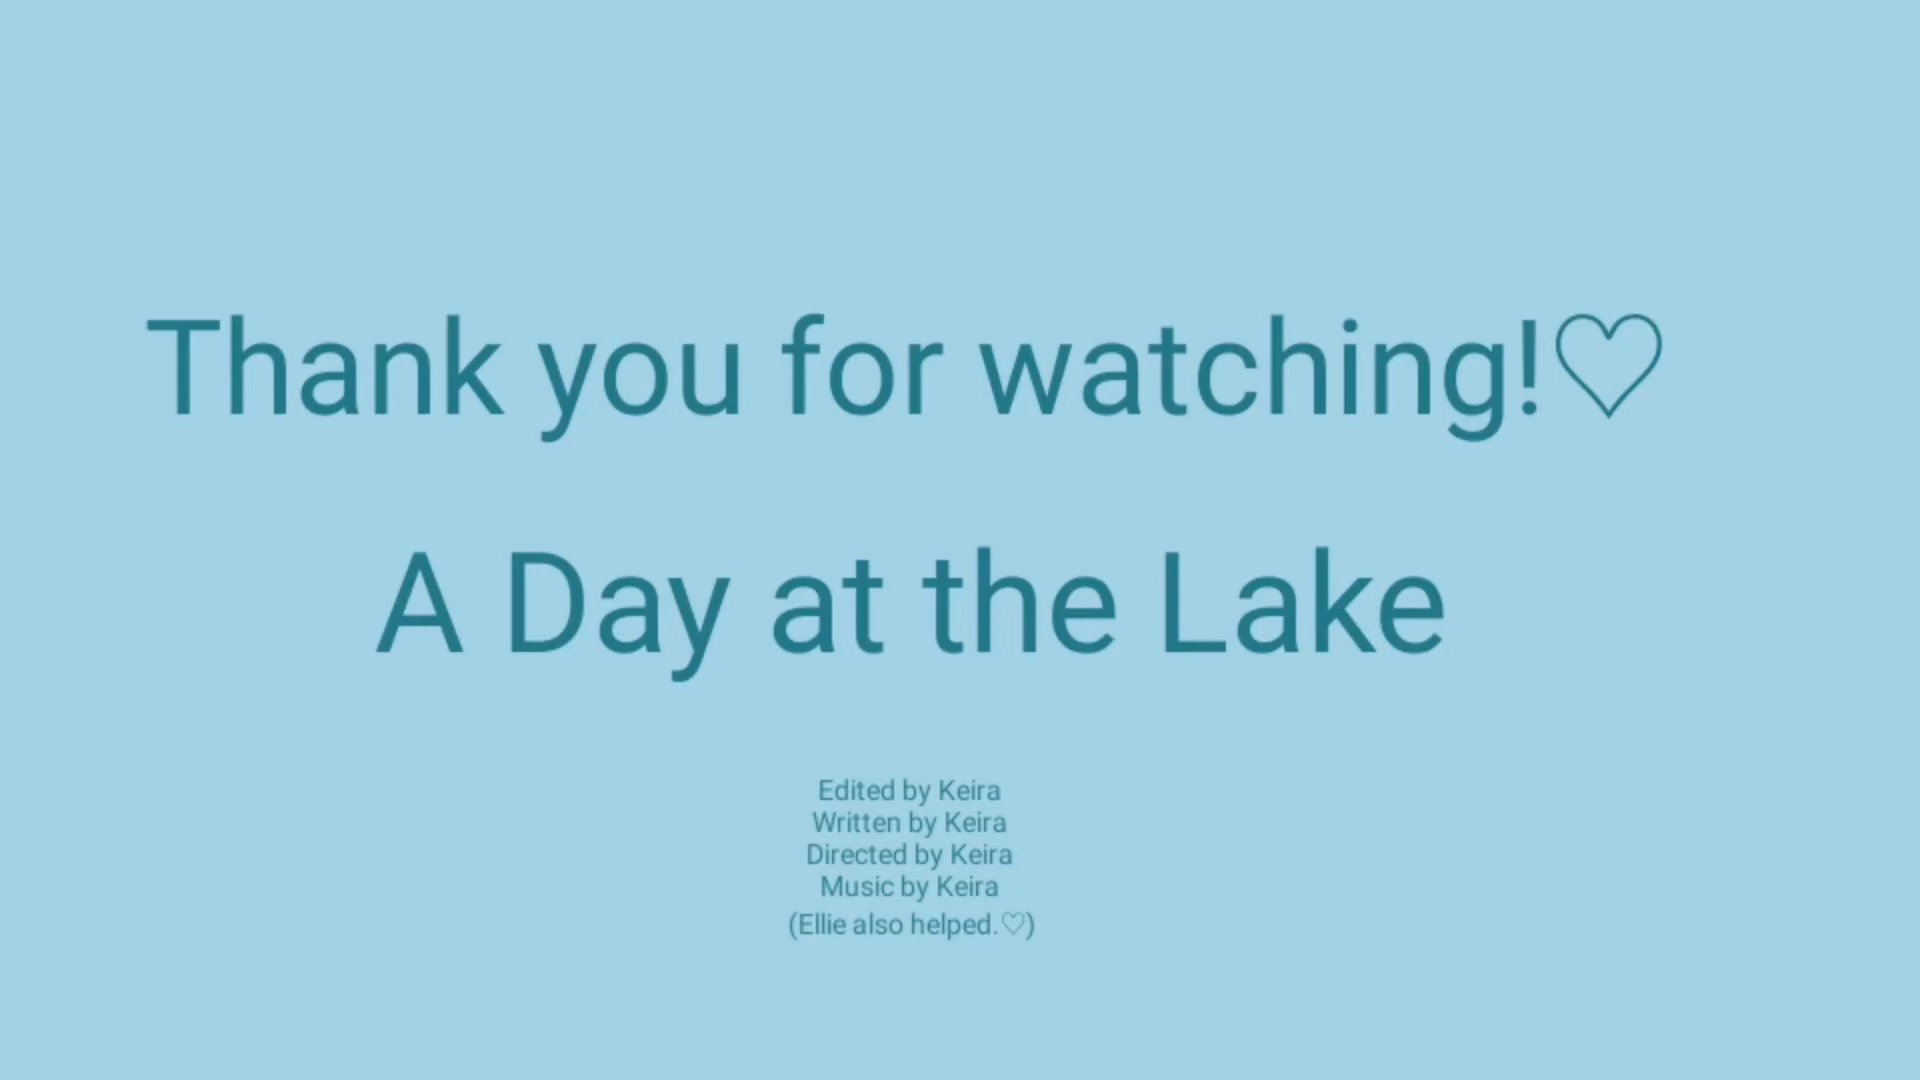 Thank you for watching!♡
A Day at the Lake
Edited by Keira
Written by Keira
Directed by Keira
Music by Keira
(Ellie also helped.♡)